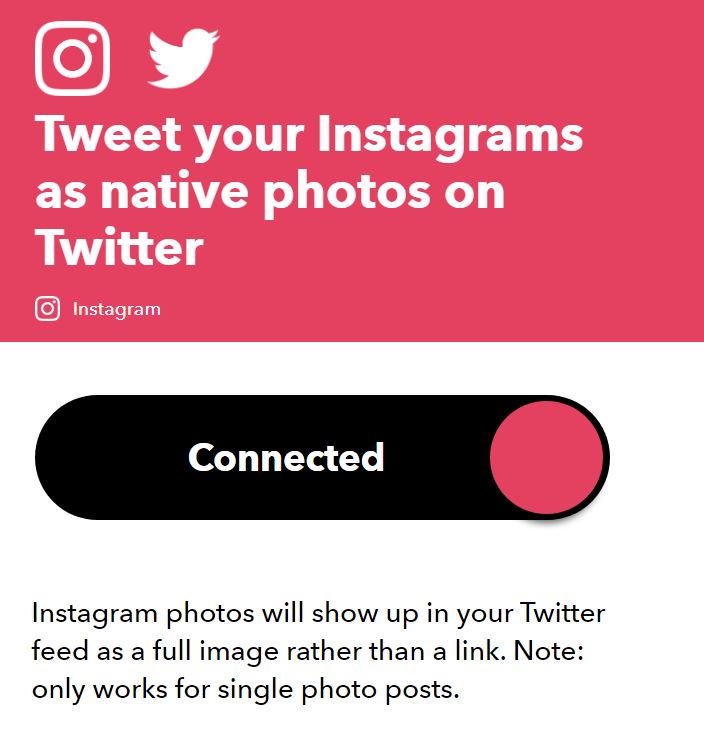 Tweet your Instagrams
as native photos on
Twitter
Instagram
Connected
Instagram photos will show up in your Twitter
feed as a full image rather than a link. Note:
only works for single photo posts.